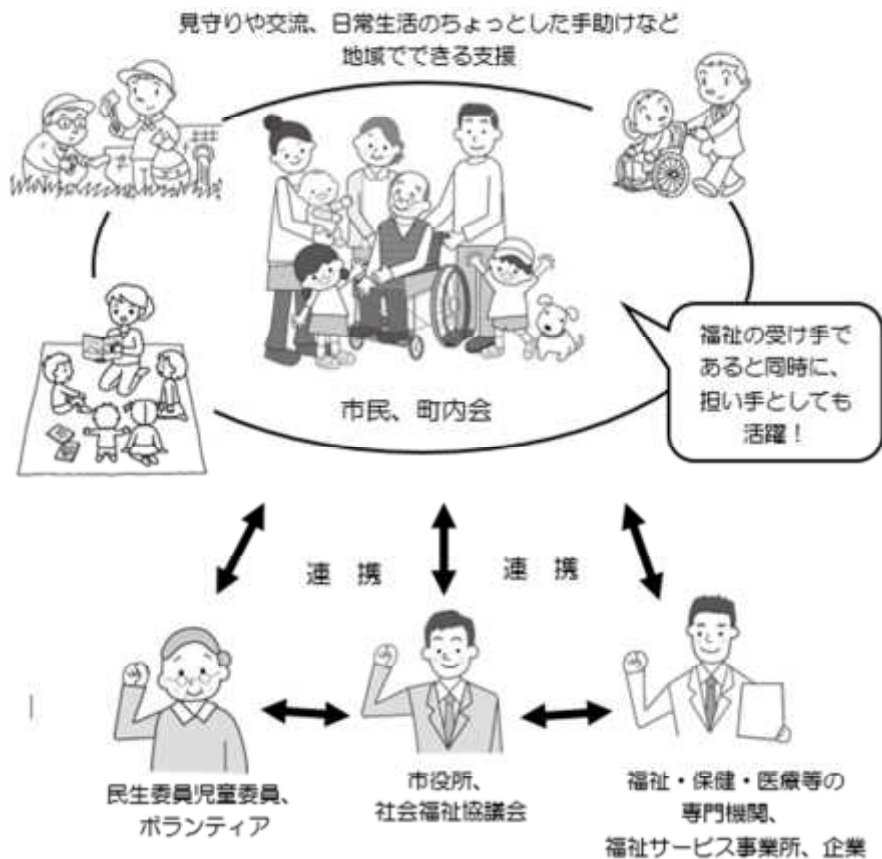 見守りや交流、日常生活のちょっとした手助けなど
地域でできる支援
福祉の受け手で
あると同時に、
担い手としても
活躍！
市民、町内会
連 携
連 携
民生委員児童委員、
ボランティア
市役所、
社会福祉協議会
福祉・保健・医療等の
専門機関、
福祉サービス事業所、企業